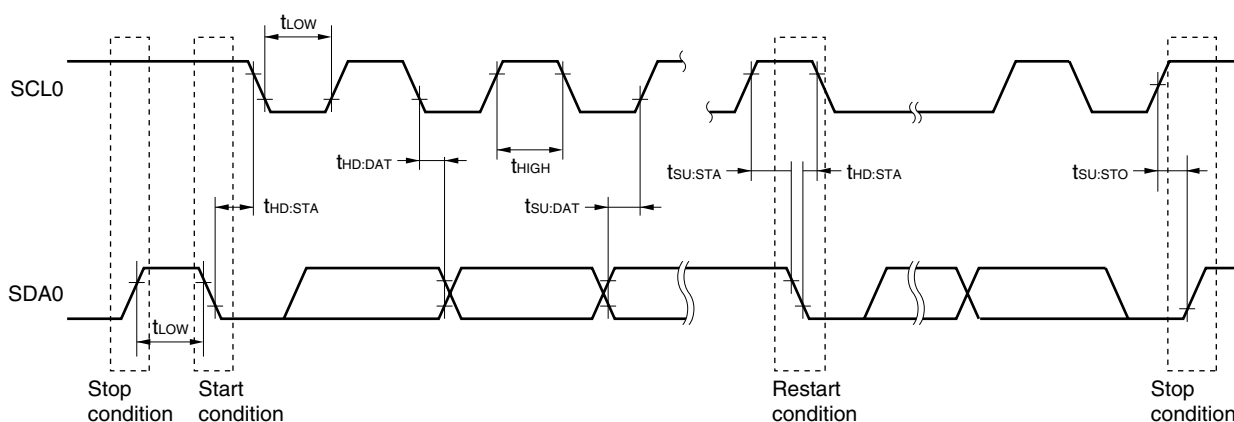 tLOW
SCL0
tHD:DAT
tHIGH
tSU:STA
tHD:STA
tSU:STO
tHD:STA
tSU:DAT
SDA0
tLOW
Stop
condition
Start
condition
Restart
condition
Stop
condition